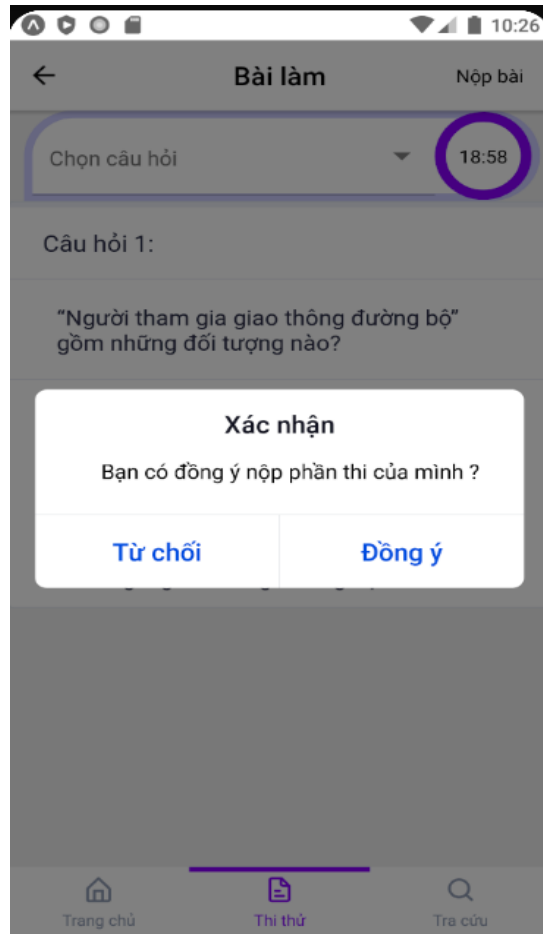 10:26
Bài làm
Nộp bài
Chọn câu hỏi
18:58
Câu hỏi 1:
“Người tham gia giao thông đường bộ”
gồm những đối tượng nào?
Xác nhận
Bạn có đồng ý nộp phần thi của mình ?
Từ chối
Đồng ý
Trang chủ
Thi thử
Tra cứu